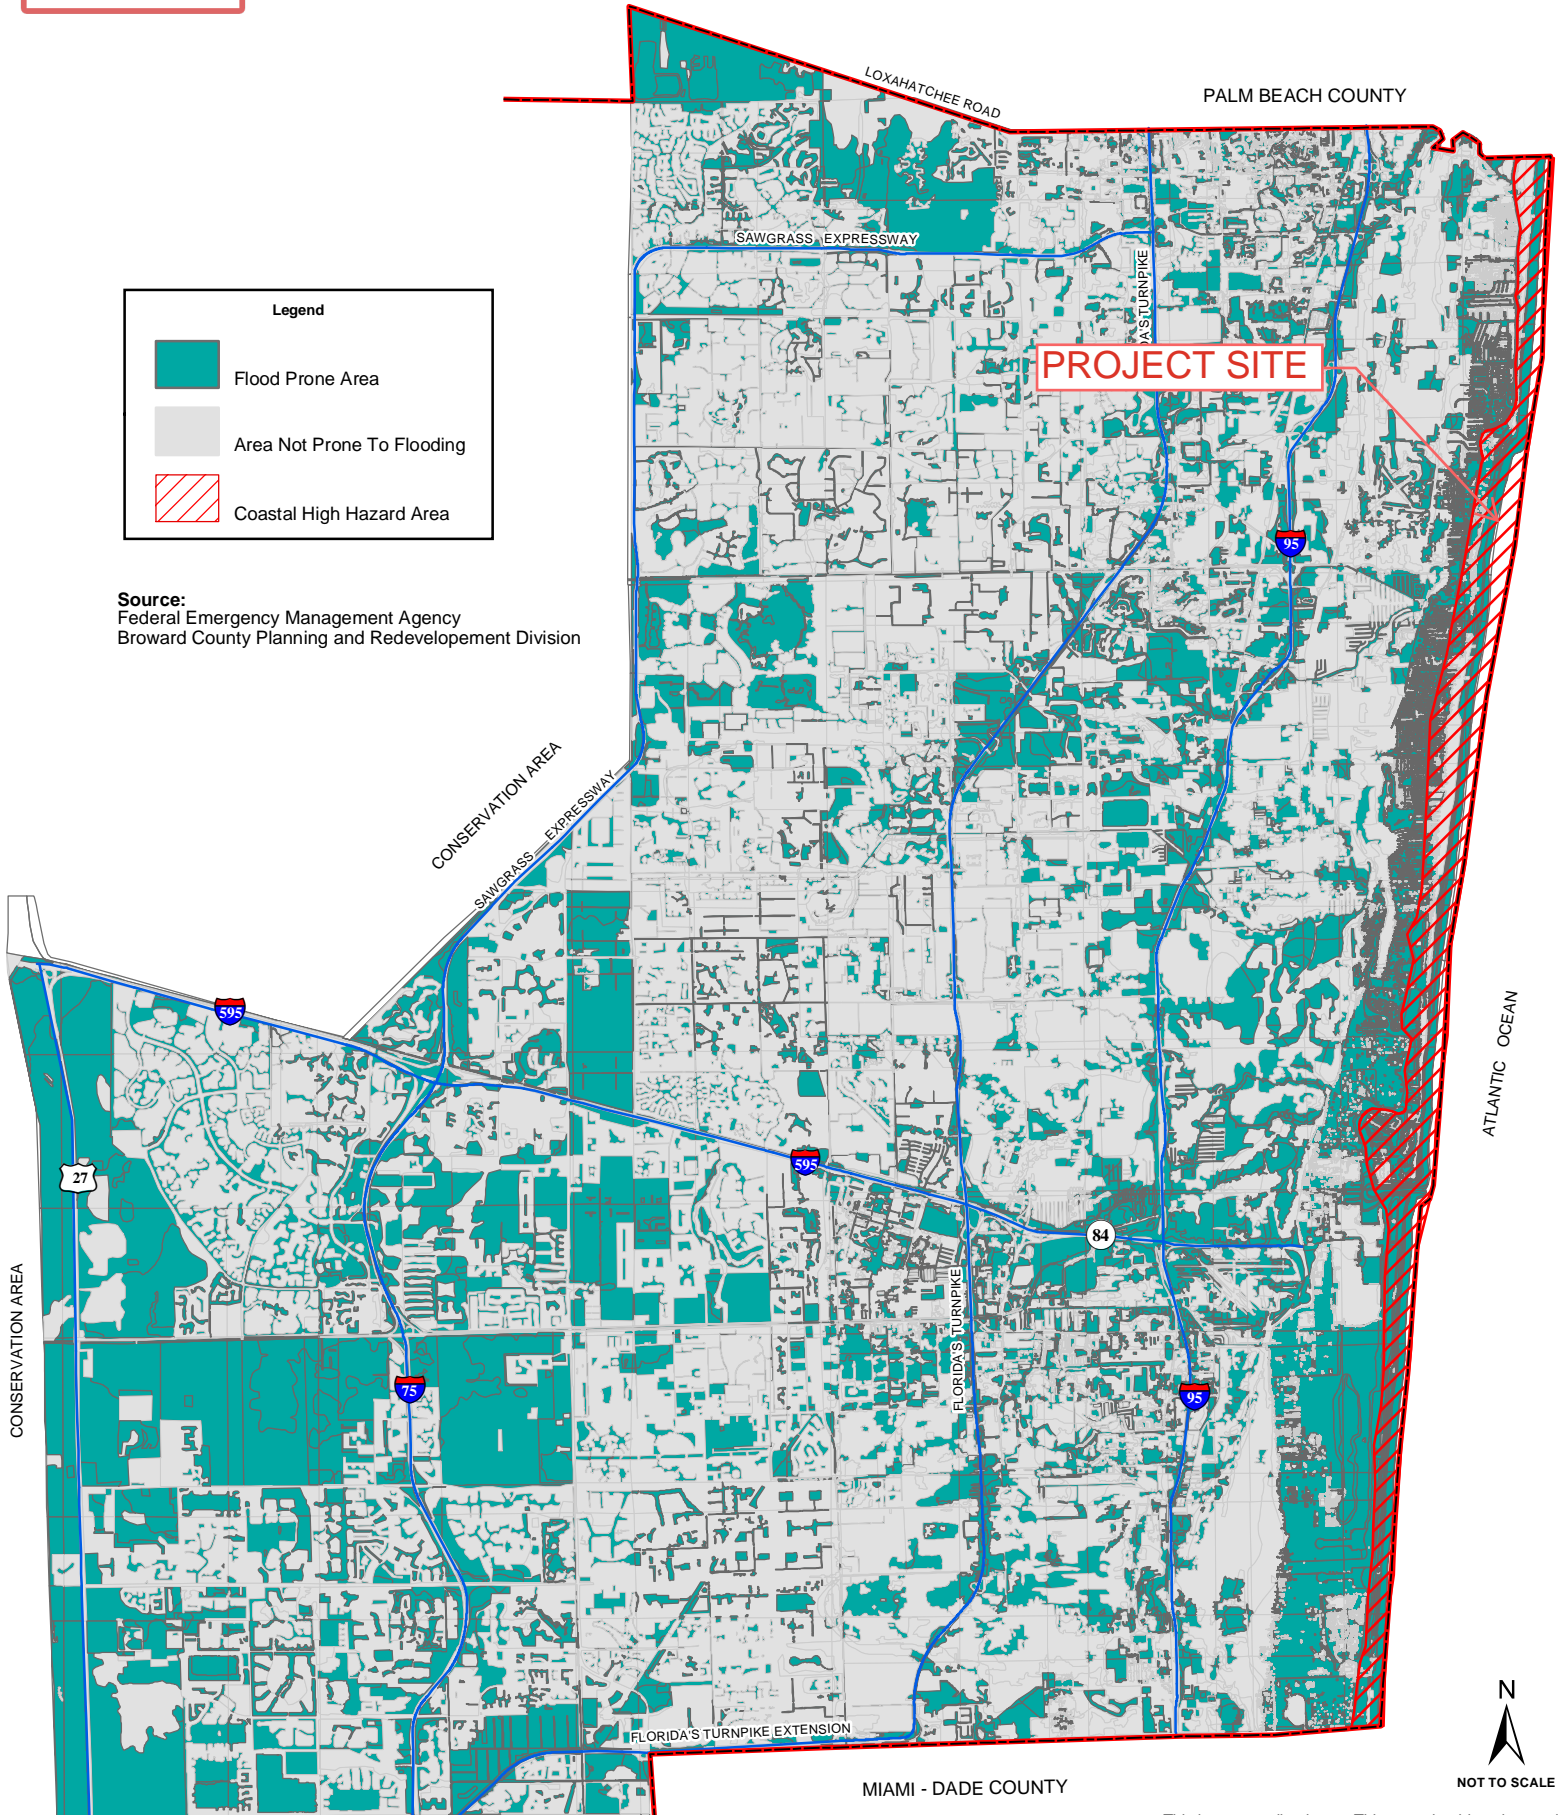 LOXAHATCHEE ROAD
PALM BEACH COUNTY
SAWGRASS EXPRESSWAY
DA'S TURNPIKE
PROJECT SITE
Legend
Flood Prone Area
Area Not Prone To Flooding
Coastal High Hazard Area
95
Source:
Federal Emergency Management Agency
Broward County Planning and Redevelopement Division
CONSERVATION AREA
SAWGRASS EXPRESSWAY
595
ATLANTIC OCEAN
27
595
84
CONSERVATION AREA
FLORIDA'S TURNPIKE
75
95
FLORIDA'S TURNPIKE EXTENSION
MIAMI - DADE COUNTY
N
NOT TO SCALE